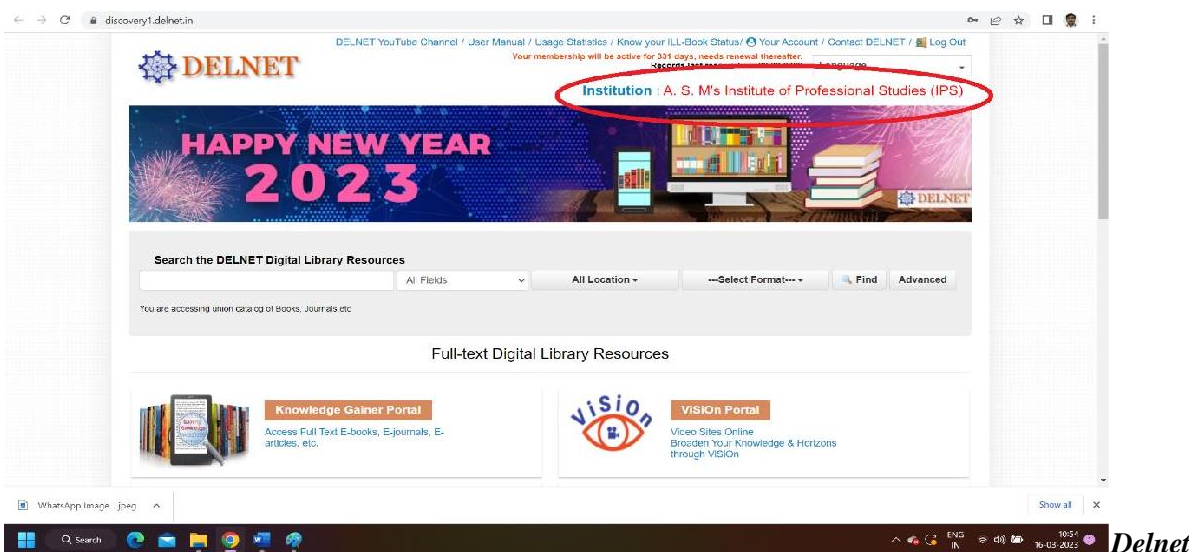 discovery1.delnet.in
DELNET YouTube Channel / User Manual / Usage Statistics / Know your ILL-Book Status/ Your Account / Contact DELNET / Log Out
DELNET
Your membership will be active for 331 days, needs renewal thereafter.
Language
Institution : A. S. M's Institute of Professional Studies (IPS)
HAPPY NEW YEAR
2023
DELNET
Search the DELNET Digital Library Resources
All Fields All Location ---Select Format--- Find Advanced
You are accessing union catalog of Books, Journals etc
Full-text Digital Library Resources
Knowledge Gainer Portal
Access Full Text E-books, E-journals, E-
articles, etc.
ViSiOn
ViSiOn Portal
Video Sites Online
Broaden Your Knowledge & Horizons
through ViSiOn
WhatsApp Image .jpeg
Show all X
Search
ENG
IN
10:54
16-03-2023
Delnet